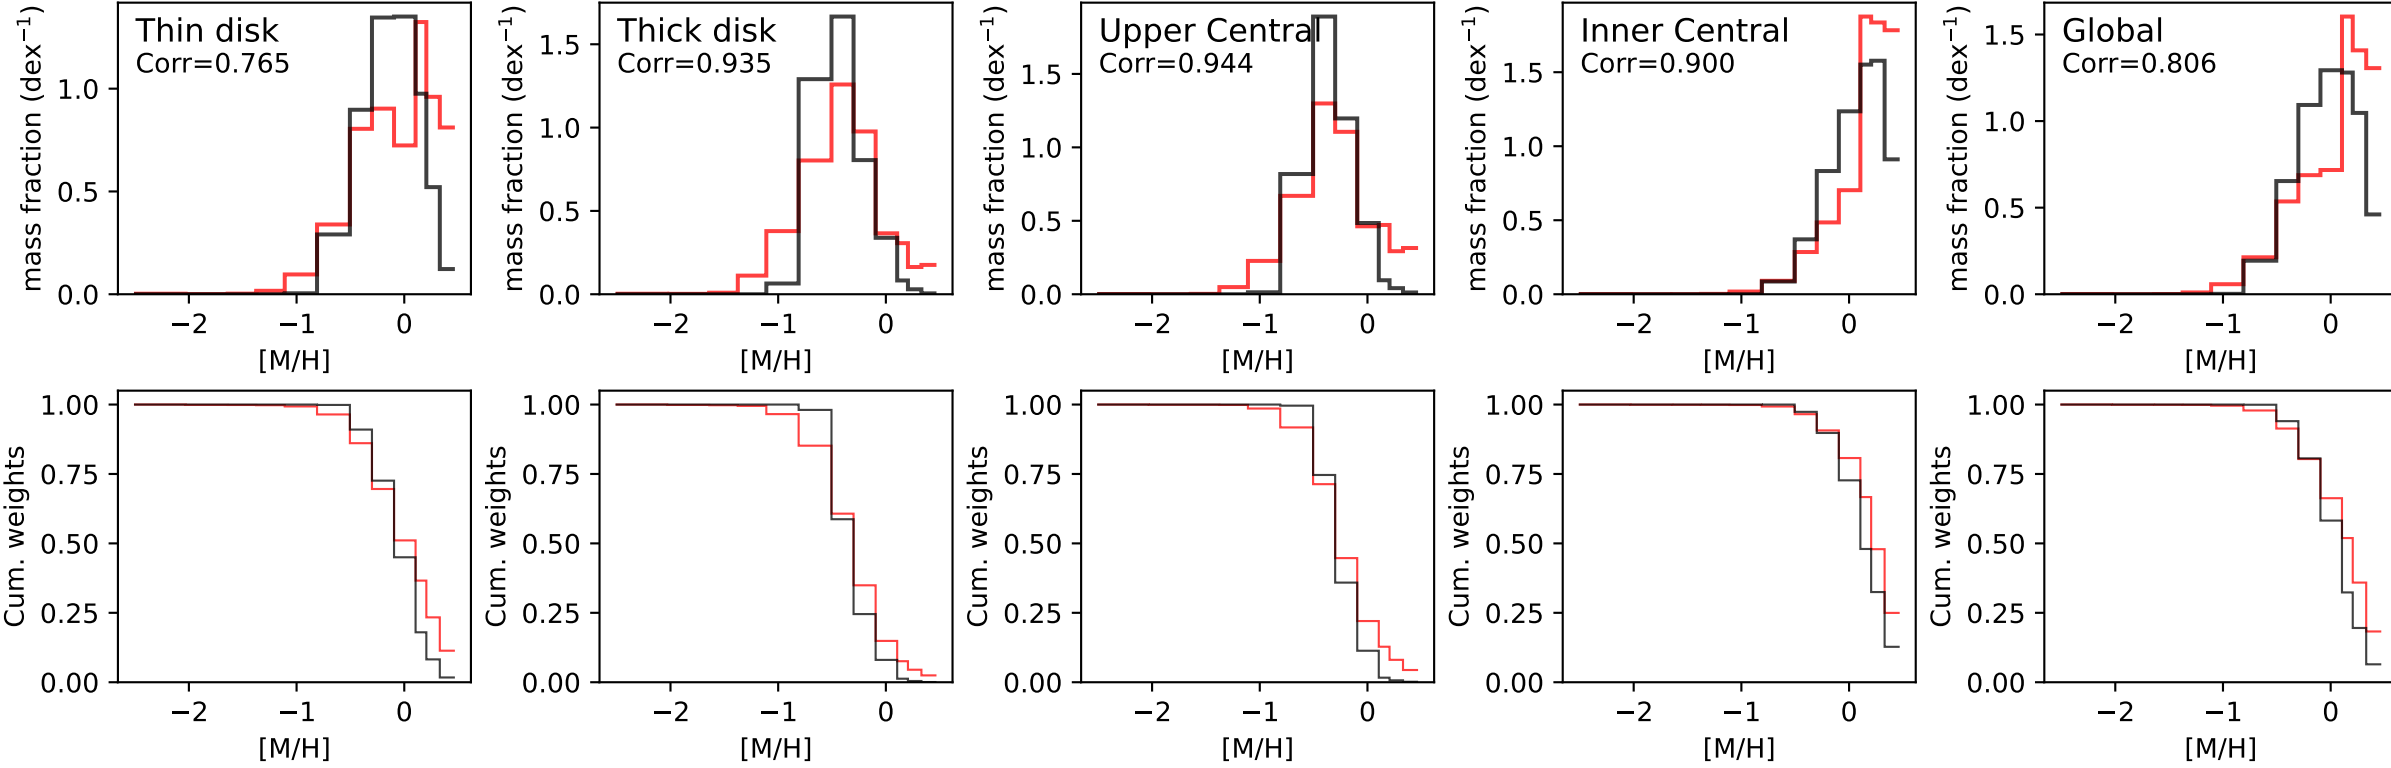 Thin disk
Corr=0.765
mass fraction (dex⁻¹)
1.0
0.5
0.0
−2 −1 0
[M/H]
Thick disk
Corr=0.935
mass fraction (dex⁻¹)
1.5
1.0
0.5
0.0
−2 −1 0
[M/H]
Upper Central
Corr=0.944
mass fraction (dex⁻¹)
1.5
1.0
0.5
0.0
−2 −1 0
[M/H]
Inner Central
Corr=0.900
mass fraction (dex⁻¹)
1.5
1.0
0.5
0.0
−2 −1 0
[M/H]
Global
Corr=0.806
mass fraction (dex⁻¹)
1.5
1.0
0.5
0.0
−2 −1 0
[M/H]
Cum. weights
1.00
0.75
0.50
0.25
0.00
−2 −1 0
[M/H]
Cum. weights
1.00
0.75
0.50
0.25
0.00
−2 −1 0
[M/H]
Cum. weights
1.00
0.75
0.50
0.25
0.00
−2 −1 0
[M/H]
Cum. weights
1.00
0.75
0.50
0.25
0.00
−2 −1 0
[M/H]
Cum. weights
1.00
0.75
0.50
0.25
0.00
−2 −1 0
[M/H]